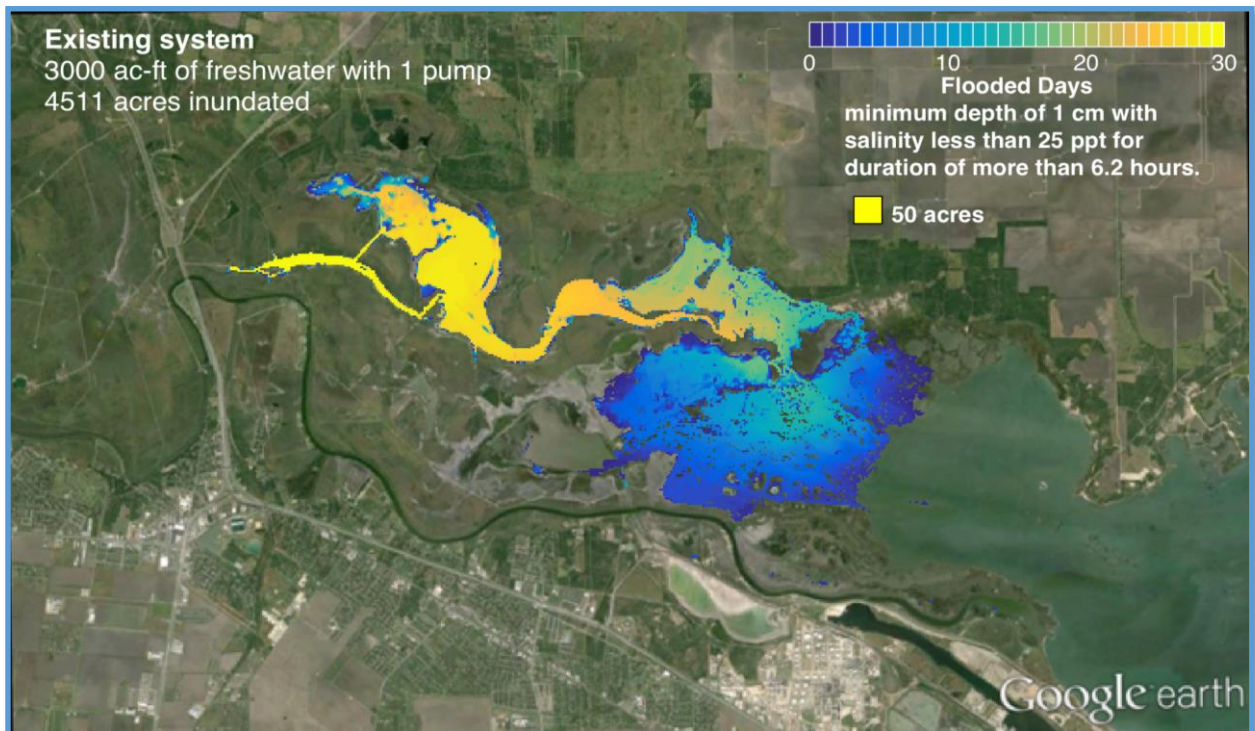 Existing system
3000 ac-ft of freshwater with 1 pump
4511 acres inundated
0 10 20 30
Flooded Days
minimum depth of 1 cm with
salinity less than 25 ppt for
duration of more than 6.2 hours.
50 acres
Google earth